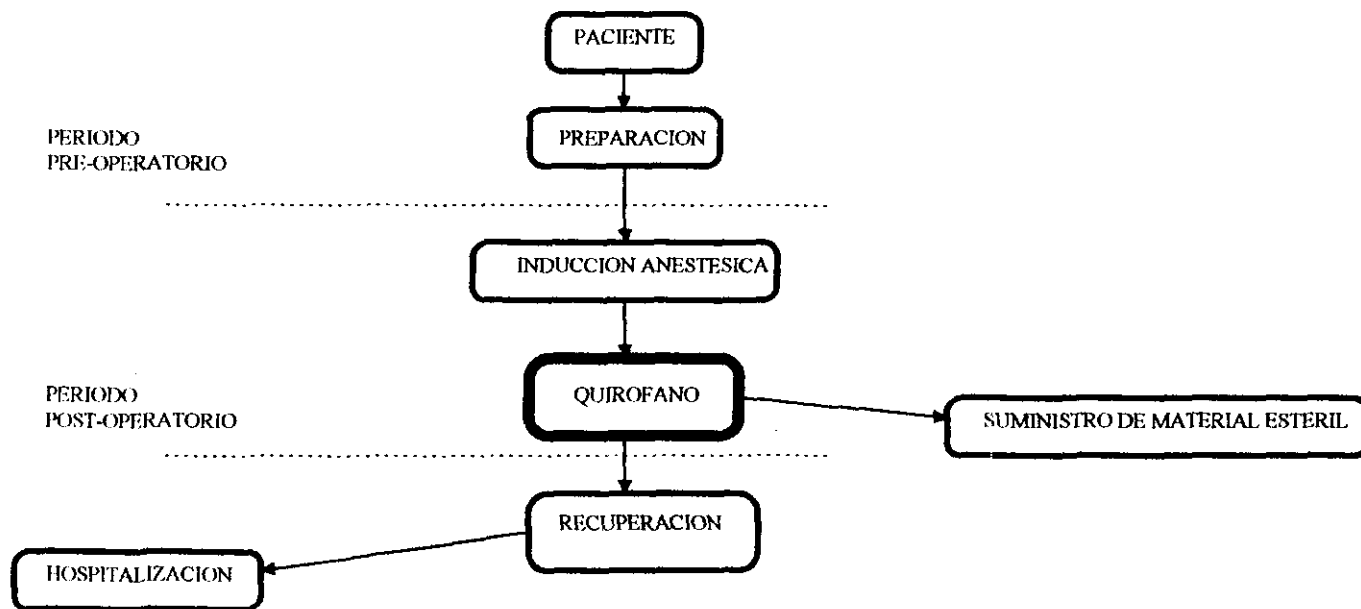 PACIENTE
PREPARACION
PERIODO
PRE-OPERATORIO
INDUCCION ANESTESICA
QUIROFANO
PERIODO
POST-OPERATORIO
SUMINISTRO DE MATERIAL ESTERIL
RECUPERACION
HOSPITALIZACION